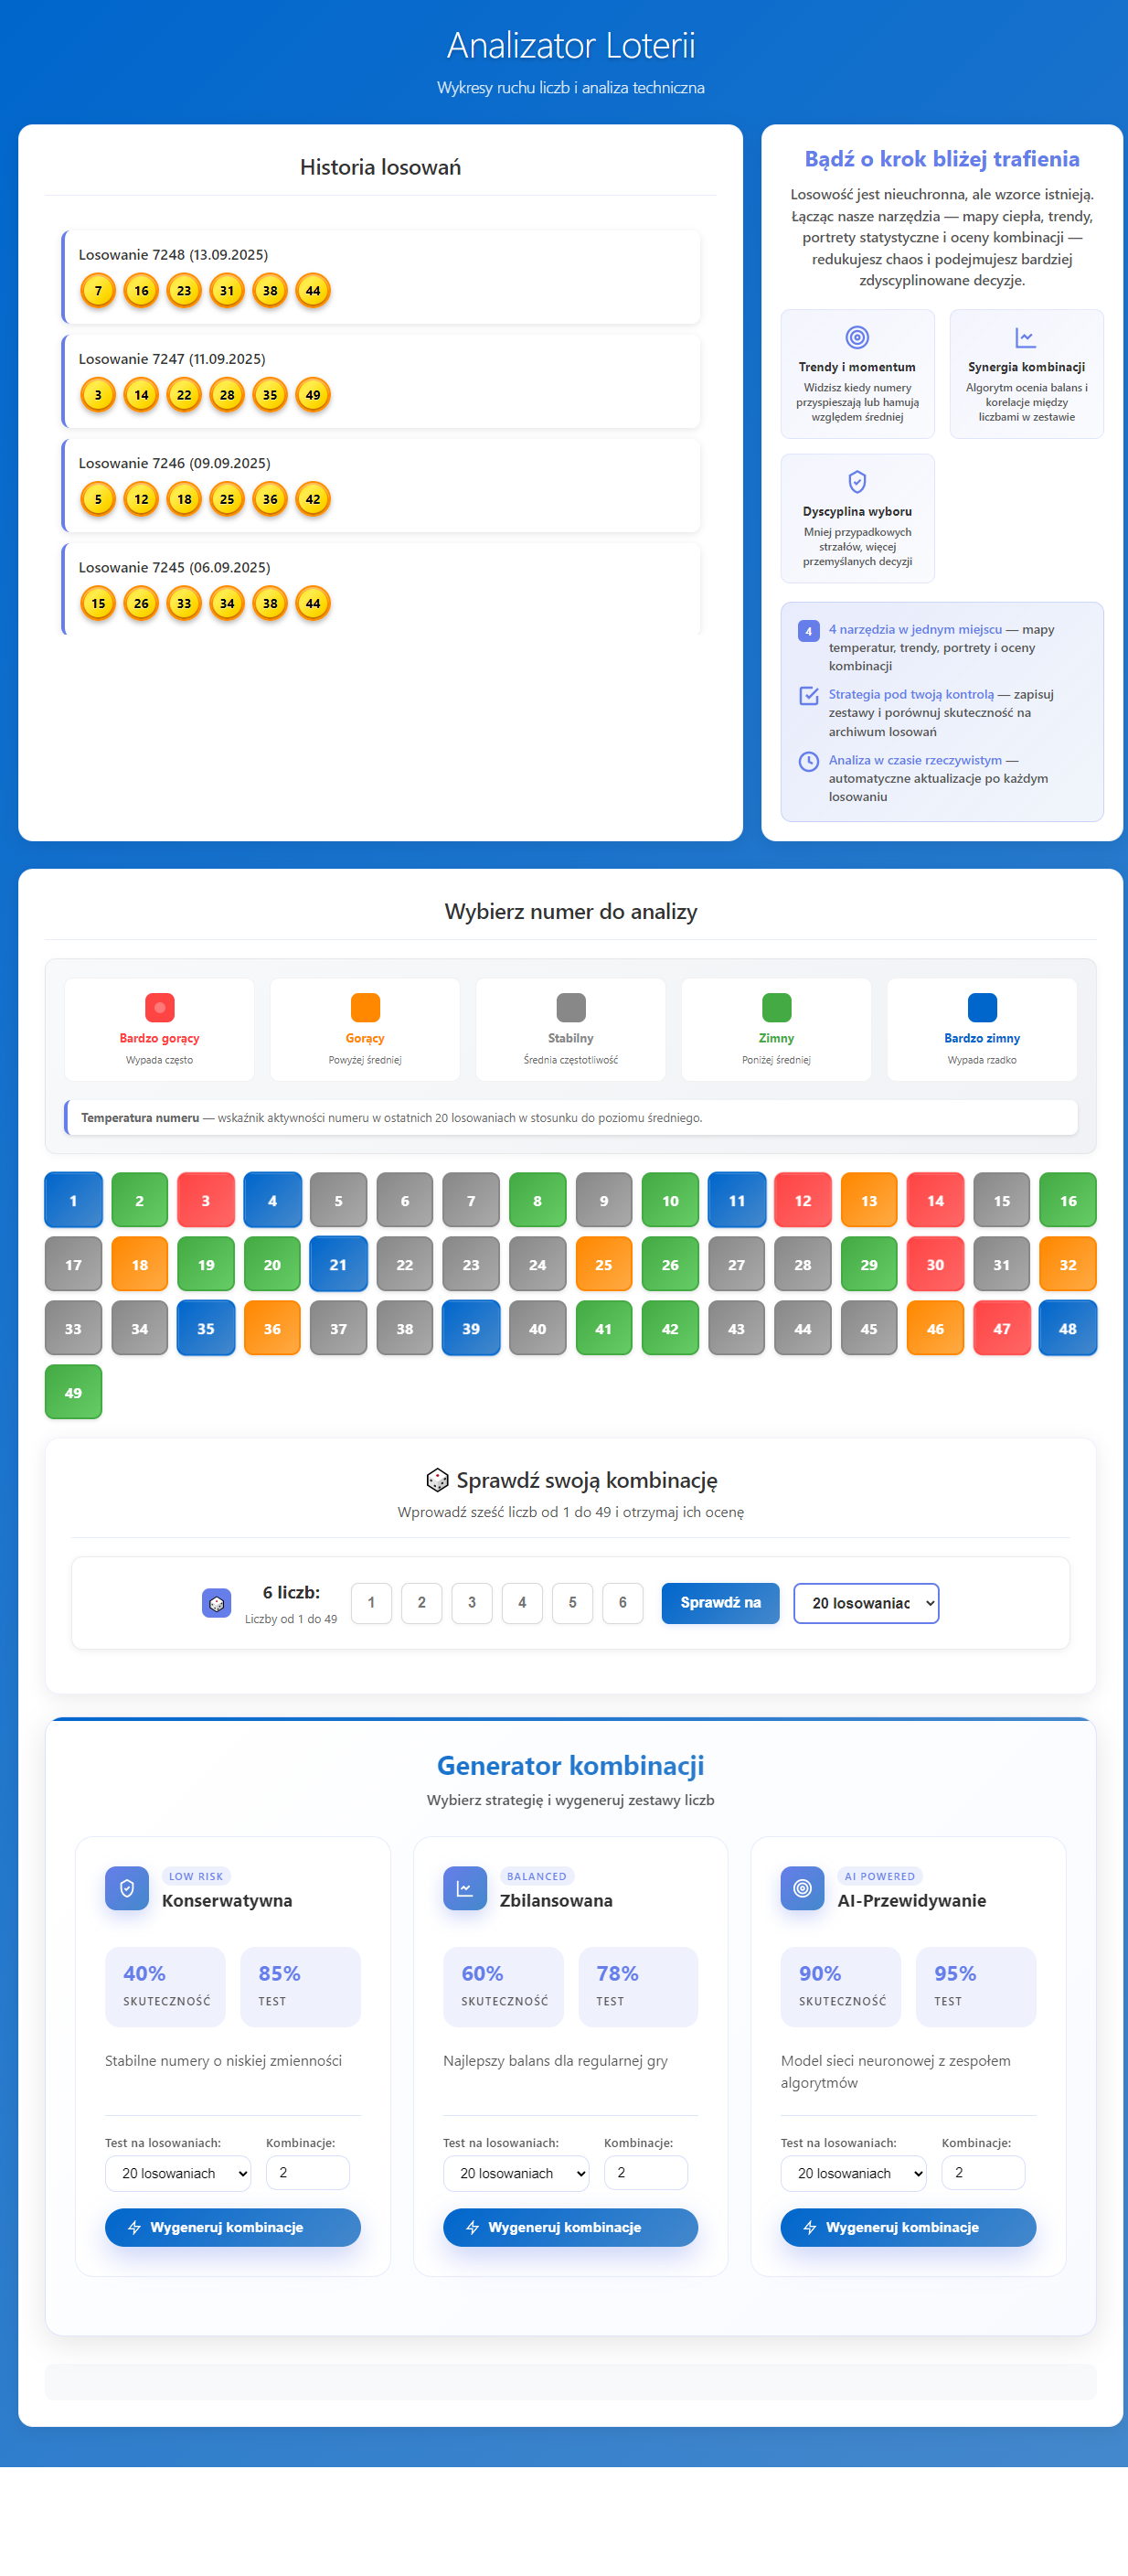 Analizator Loterii
Wykresy ruchu liczb i analiza techniczna
Historia losowań
Losowanie 7248 (13.09.2025)
7 16 23 31 38 44
Losowanie 7247 (11.09.2025)
3 14 22 28 35 49
Losowanie 7246 (09.09.2025)
5 12 18 25 36 42
Losowanie 7245 (06.09.2025)
15 26 33 34 38 44
Bądź o krok bliżej trafienia
Losowość jest nieuchronna, ale wzorce istnieją.
Łącząc nasze narzędzia — mapy ciepła, trendy,
portrety statystyczne i oceny kombinacji —
redukujesz chaos i podejmujesz bardziej
zdyscyplinowane decyzje.
Trendy i momentum
Widzisz kiedy numery
przyspieszają lub hamują
względem średniej
Synergia kombinacji
Algorytm ocenia balans i
korelacje między
liczbami w zestawie
Dyscyplina wyboru
Mniej przypadkowych
strzałów, więcej
przemyślanych decyzji
4 4 narzędzia w jednym miejscu — mapy
temperatur, trendy, portrety i oceny
kombinacji
Strategia pod twoją kontrolą — zapisuj
zestawy i porównuj skuteczność na
archiwum losowań
Analiza w czasie rzeczywistym —
automatyczne aktualizacje po każdym
losowaniu
Wybierz numer do analizy
Bardzo gorący
Wypada często
Gorący
Powyżej średniej
Stabilny
Średnia częstotliwość
Zimny
Poniżej średniej
Bardzo zimny
Wypada rzadko
Temperatura numeru — wskaźnik aktywności numeru w ostatnich 20 losowaniach w stosunku do poziomu średniego.
1 2 3 4 5 6 7 8 9 10 11 12 13 14 15 16
17 18 19 20 21 22 23 24 25 26 27 28 29 30 31 32
33 34 35 36 37 38 39 40 41 42 43 44 45 46 47 48
49
Sprawdź swoją kombinację
Wprowadź sześć liczb od 1 do 49 i otrzymaj ich ocenę
6 liczb:
Liczby od 1 do 49
1 2 3 4 5 6
Sprawdź na
20 losowaniac
Generator kombinacji
Wybierz strategię i wygeneruj zestawy liczb
LOW RISK
Konserwatywna
40% 85%
SKUTECZNOŚĆ TEST
Stabilne numery o niskiej zmienności
Test na losowaniach: Kombinacje:
20 losowaniach 2
Wygeneruj kombinacje
BALANCED
Zbilansowana
60% 78%
SKUTECZNOŚĆ TEST
Najlepszy balans dla regularnej gry
Test na losowaniach: Kombinacje:
20 losowaniach 2
Wygeneruj kombinacje
AI POWERED
AI-Przewidywanie
90% 95%
SKUTECZNOŚĆ TEST
Model sieci neuronowej z zespołem
algorytmów
Test na losowaniach: Kombinacje:
20 losowaniach 2
Wygeneruj kombinacje